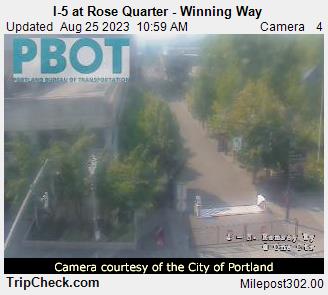 I-5 at Rose Quarter - Winning Way
Updated Aug 25 2023 10:59 AM Camera 4
PBOT
PORTLAND BUREAU OF TRANSPORTATION
Camera courtesy of the City of Portland
TripCheck.com Milepost302.00